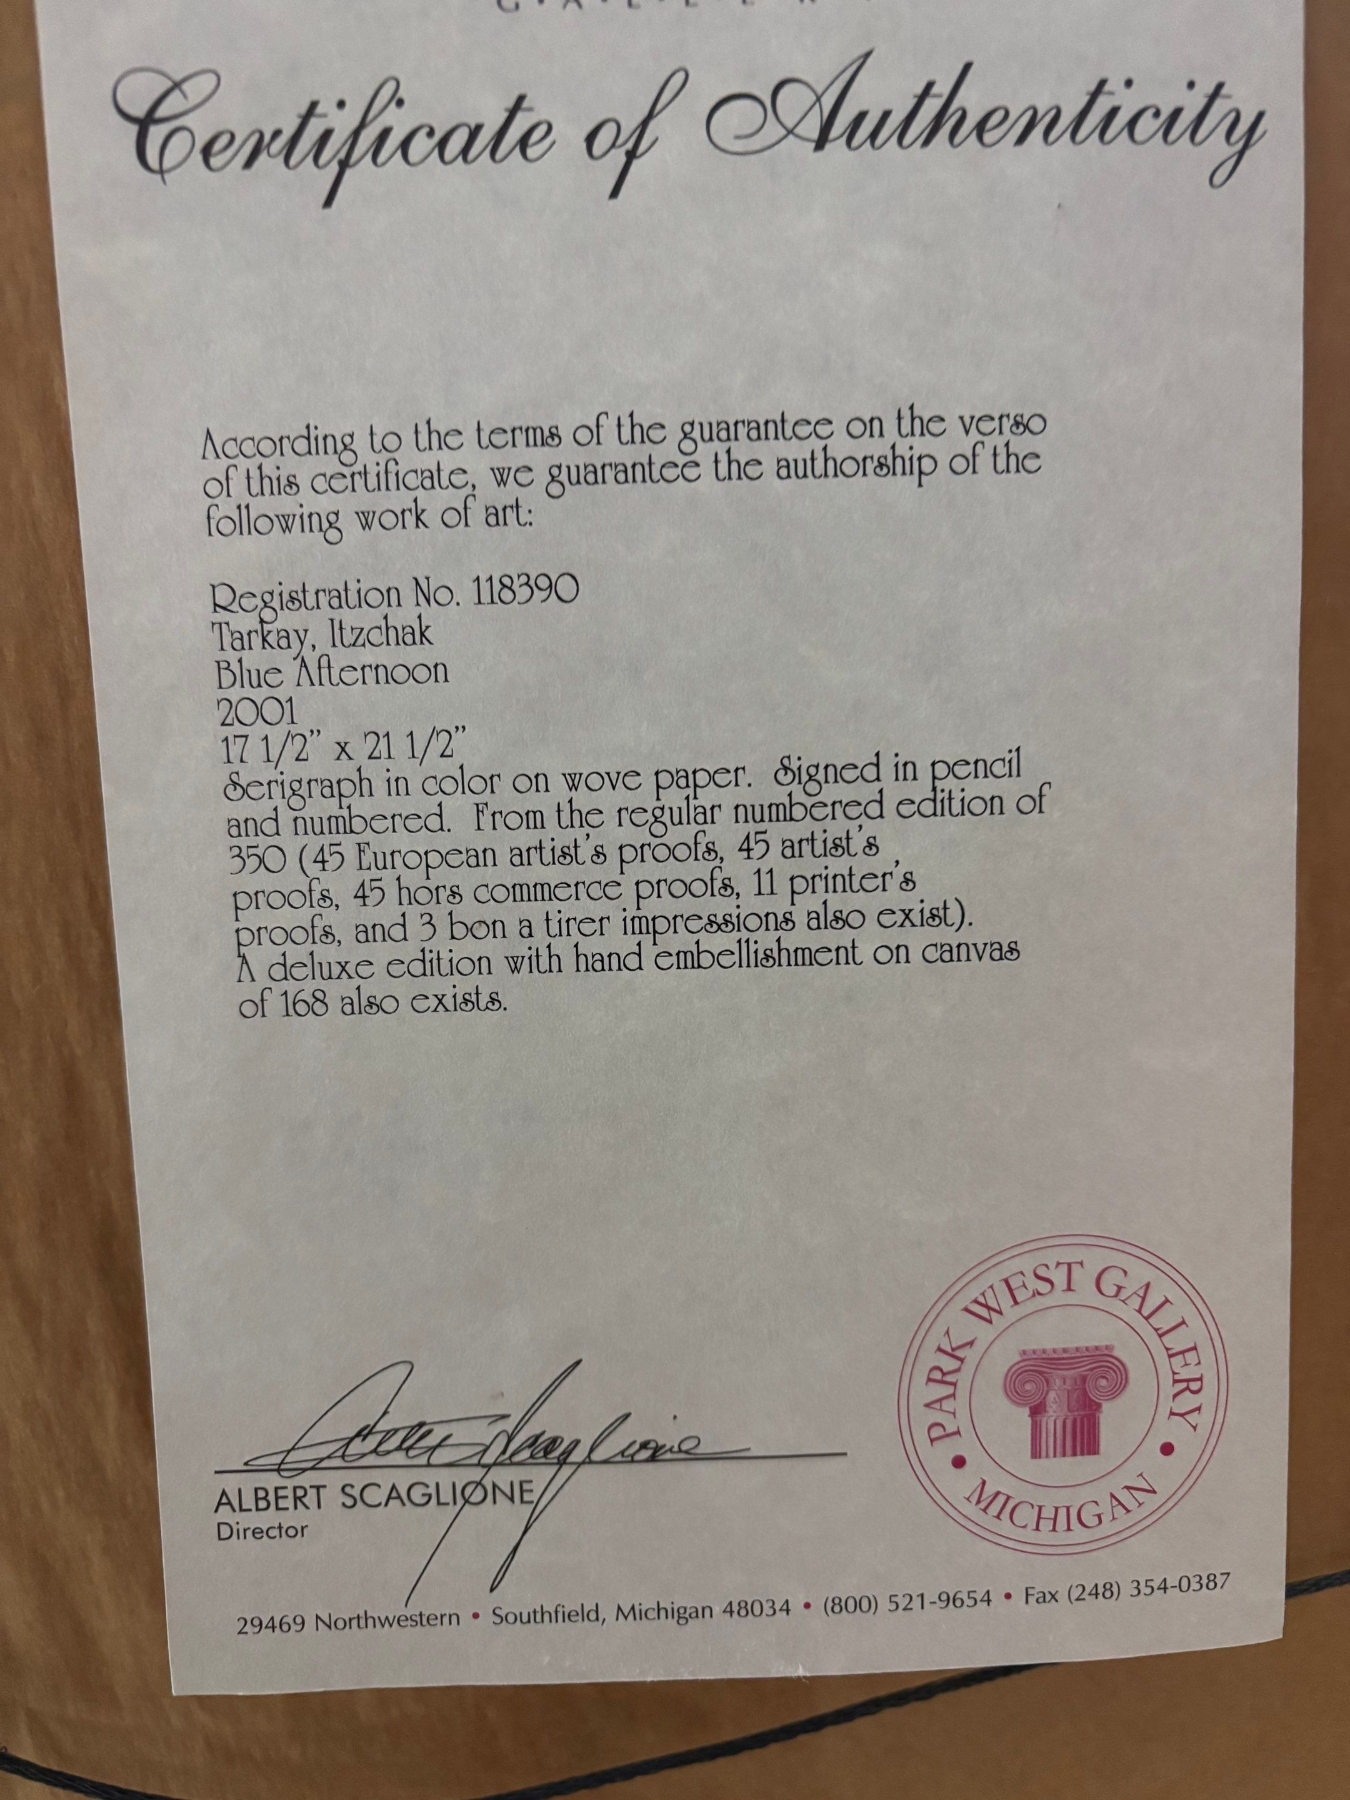 Certificate of Authenticity
According to the terms of the guarantee on the verso
of this certificate, we guarantee the authorship of the
following work of art:
Registration No. 118390
Tarkay, Itzchak
Blue Afternoon
2001
17 1/2” x 21 1/2”
Serigraph in color on wove paper. Signed in pencil
and numbered. From the regular numbered edition of
350 (45 European artist's proofs, 45 artist's
proofs, 45 hors commerce proofs, 11 printer's
proofs, and 3 bon a tirer impressions also exist).
A deluxe edition with hand embellishment on canvas
of 168 also exists.
PARK WEST GALLERY
• MICHIGAN •
ALBERT SCAGLIONE
Director
29469 Northwestern • Southfield, Michigan 48034 • (800) 521-9654 • Fax (248) 354-0387